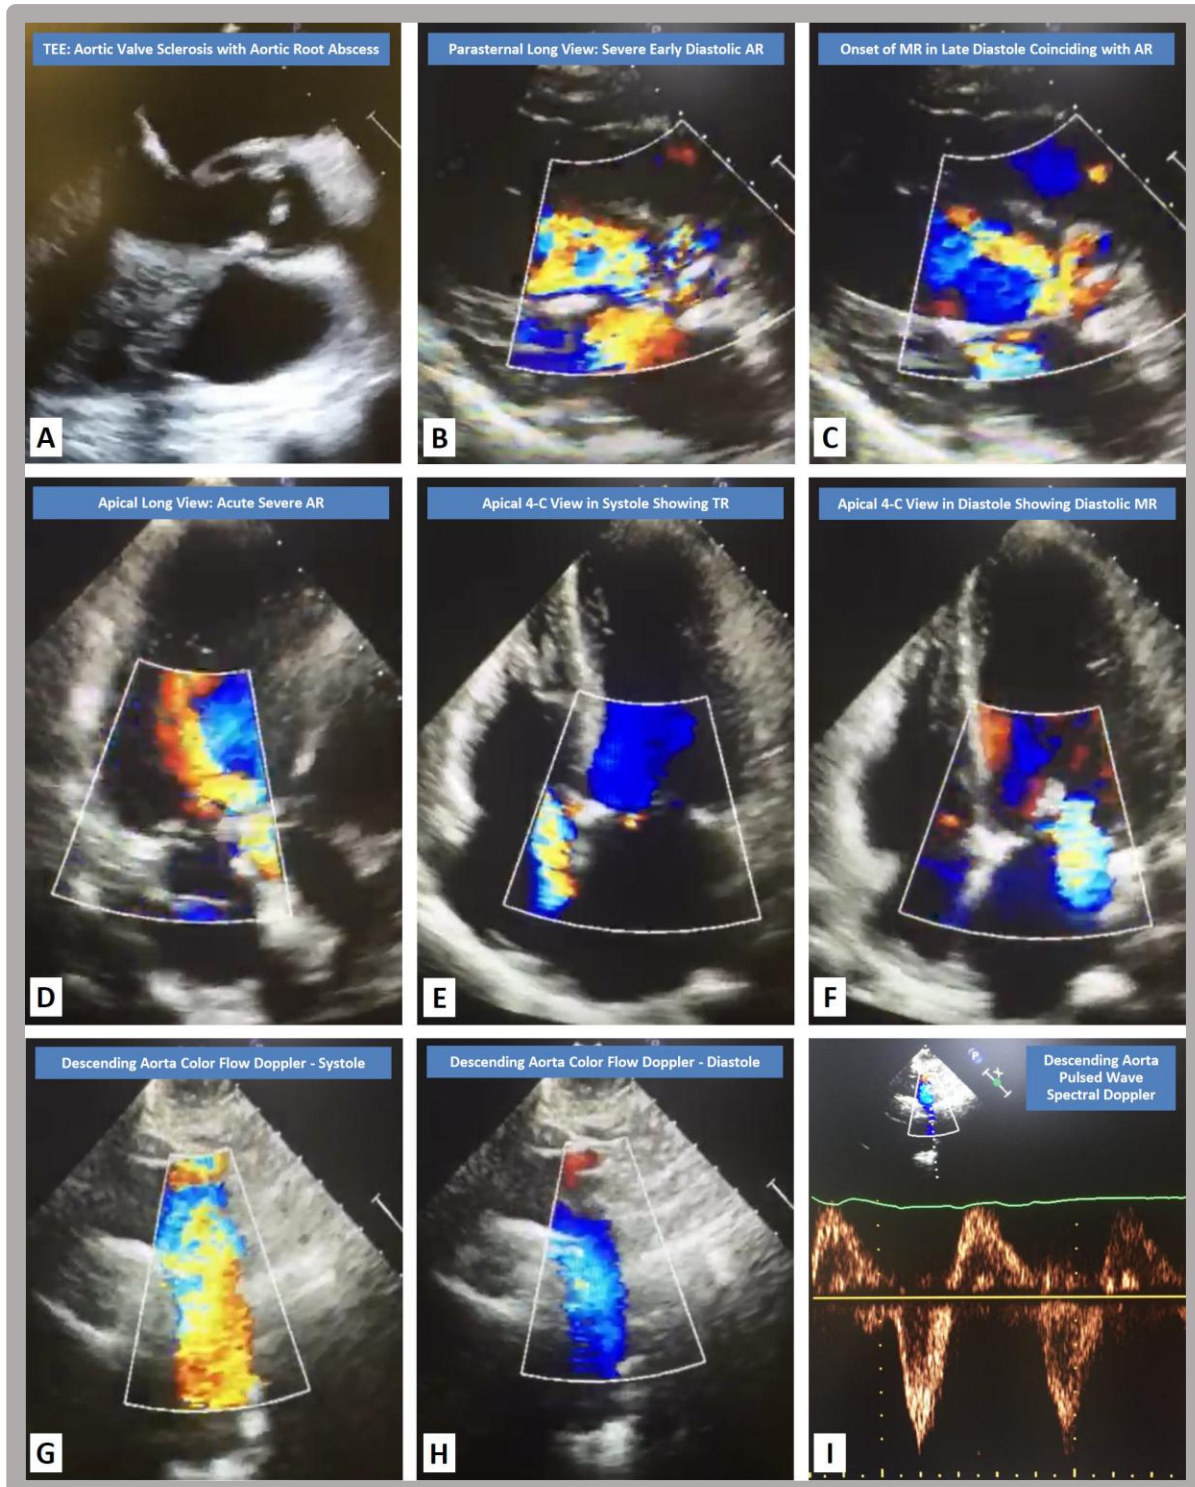 TEE: Aortic Valve Sclerosis with Aortic Root Abscess
Parasternal Long View: Severe Early Diastolic AR
Onset of MR in Late Diastole Coinciding with AR
A
B
C
Apical Long View: Acute Severe AR
Apical 4-C View in Systole Showing TR
Apical 4-C View in Diastole Showing Diastolic MR
D
E
F
Descending Aorta Color Flow Doppler - Systole
Descending Aorta Color Flow Doppler - Diastole
Descending Aorta
Pulsed Wave
Spectral Doppler
G
H
I